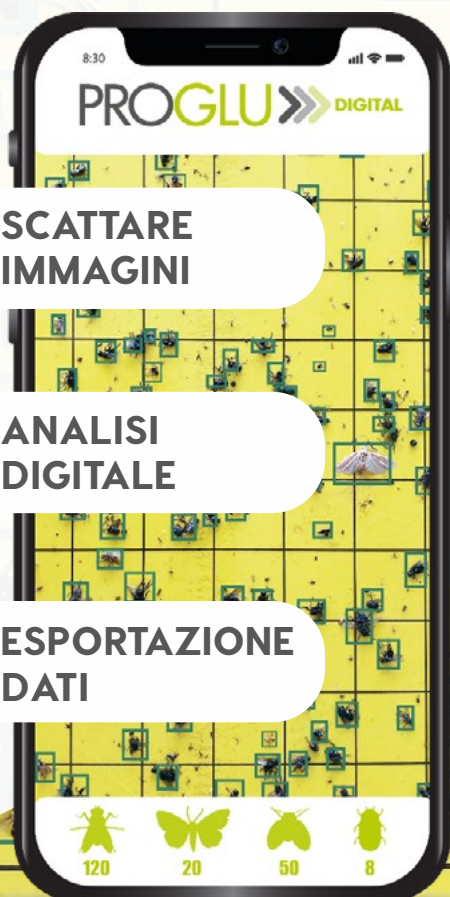 8:30
PROGLU DIGITAL
SCATTARE
IMMAGINI
ANALISI
DIGITALE
ESPORTAZIONE
DATI
120 20 50 8